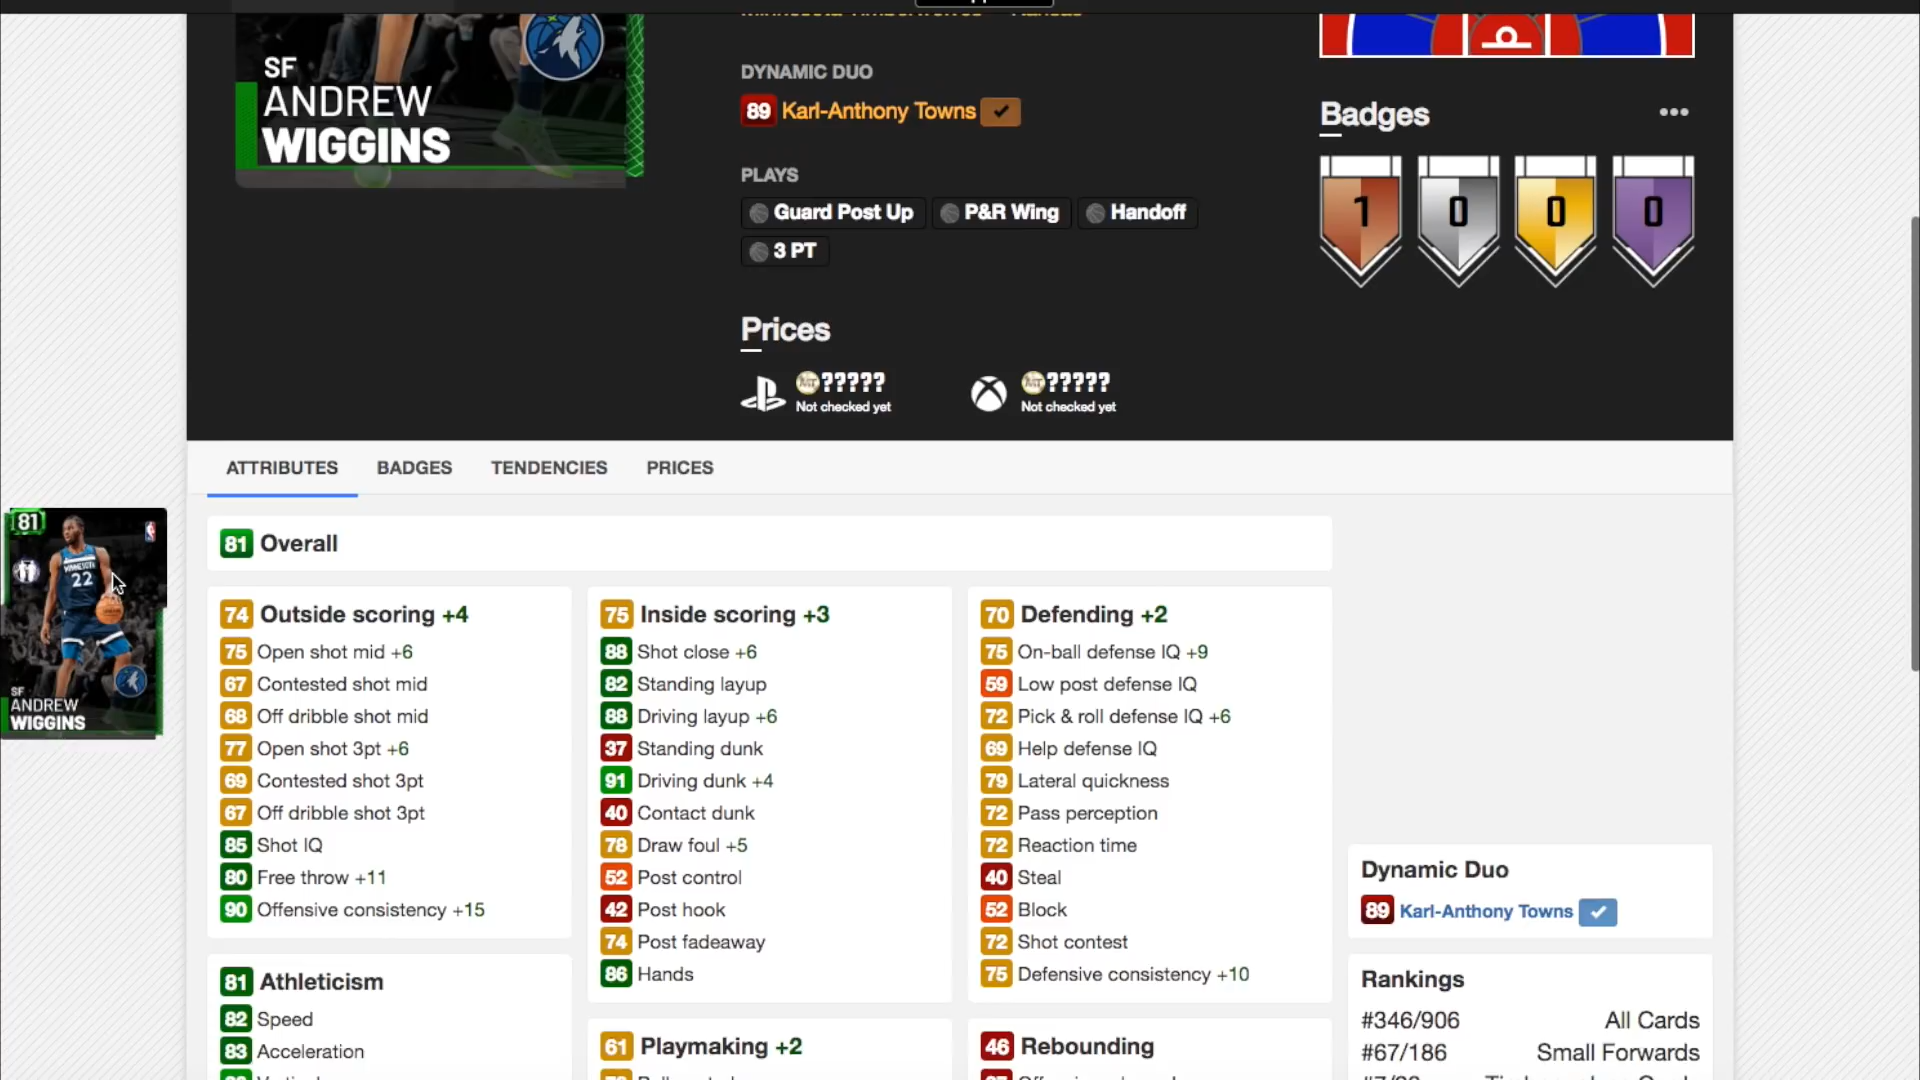 SF
ANDREW
WIGGINS
DYNAMIC DUO
89 Karl-Anthony Towns
PLAYS
Guard Post Up
P&R Wing
Handoff
3 PT
Prices
MT ?????
Not checked yet
MT ?????
Not checked yet
Badges
1 0 0 0
ATTRIBUTES BADGES TENDENCIES PRICES
81
MINNESOTA
22
SF
ANDREW
WIGGINS
81 Overall
74 Outside scoring +4
75 Open shot mid +6
67 Contested shot mid
68 Off dribble shot mid
77 Open shot 3pt +6
69 Contested shot 3pt
67 Off dribble shot 3pt
85 Shot IQ
80 Free throw +11
90 Offensive consistency +15
81 Athleticism
82 Speed
83 Acceleration
75 Inside scoring +3
88 Shot close +6
82 Standing layup
88 Driving layup +6
37 Standing dunk
91 Driving dunk +4
40 Contact dunk
78 Draw foul +5
52 Post control
42 Post hook
74 Post fadeaway
86 Hands
61 Playmaking +2
70 Defending +2
75 On-ball defense IQ +9
59 Low post defense IQ
72 Pick & roll defense IQ +6
69 Help defense IQ
79 Lateral quickness
72 Pass perception
72 Reaction time
40 Steal
52 Block
72 Shot contest
75 Defensive consistency +10
46 Rebounding
Dynamic Duo
89 Karl-Anthony Towns
Rankings
#346/906 All Cards
#67/186 Small Forwards